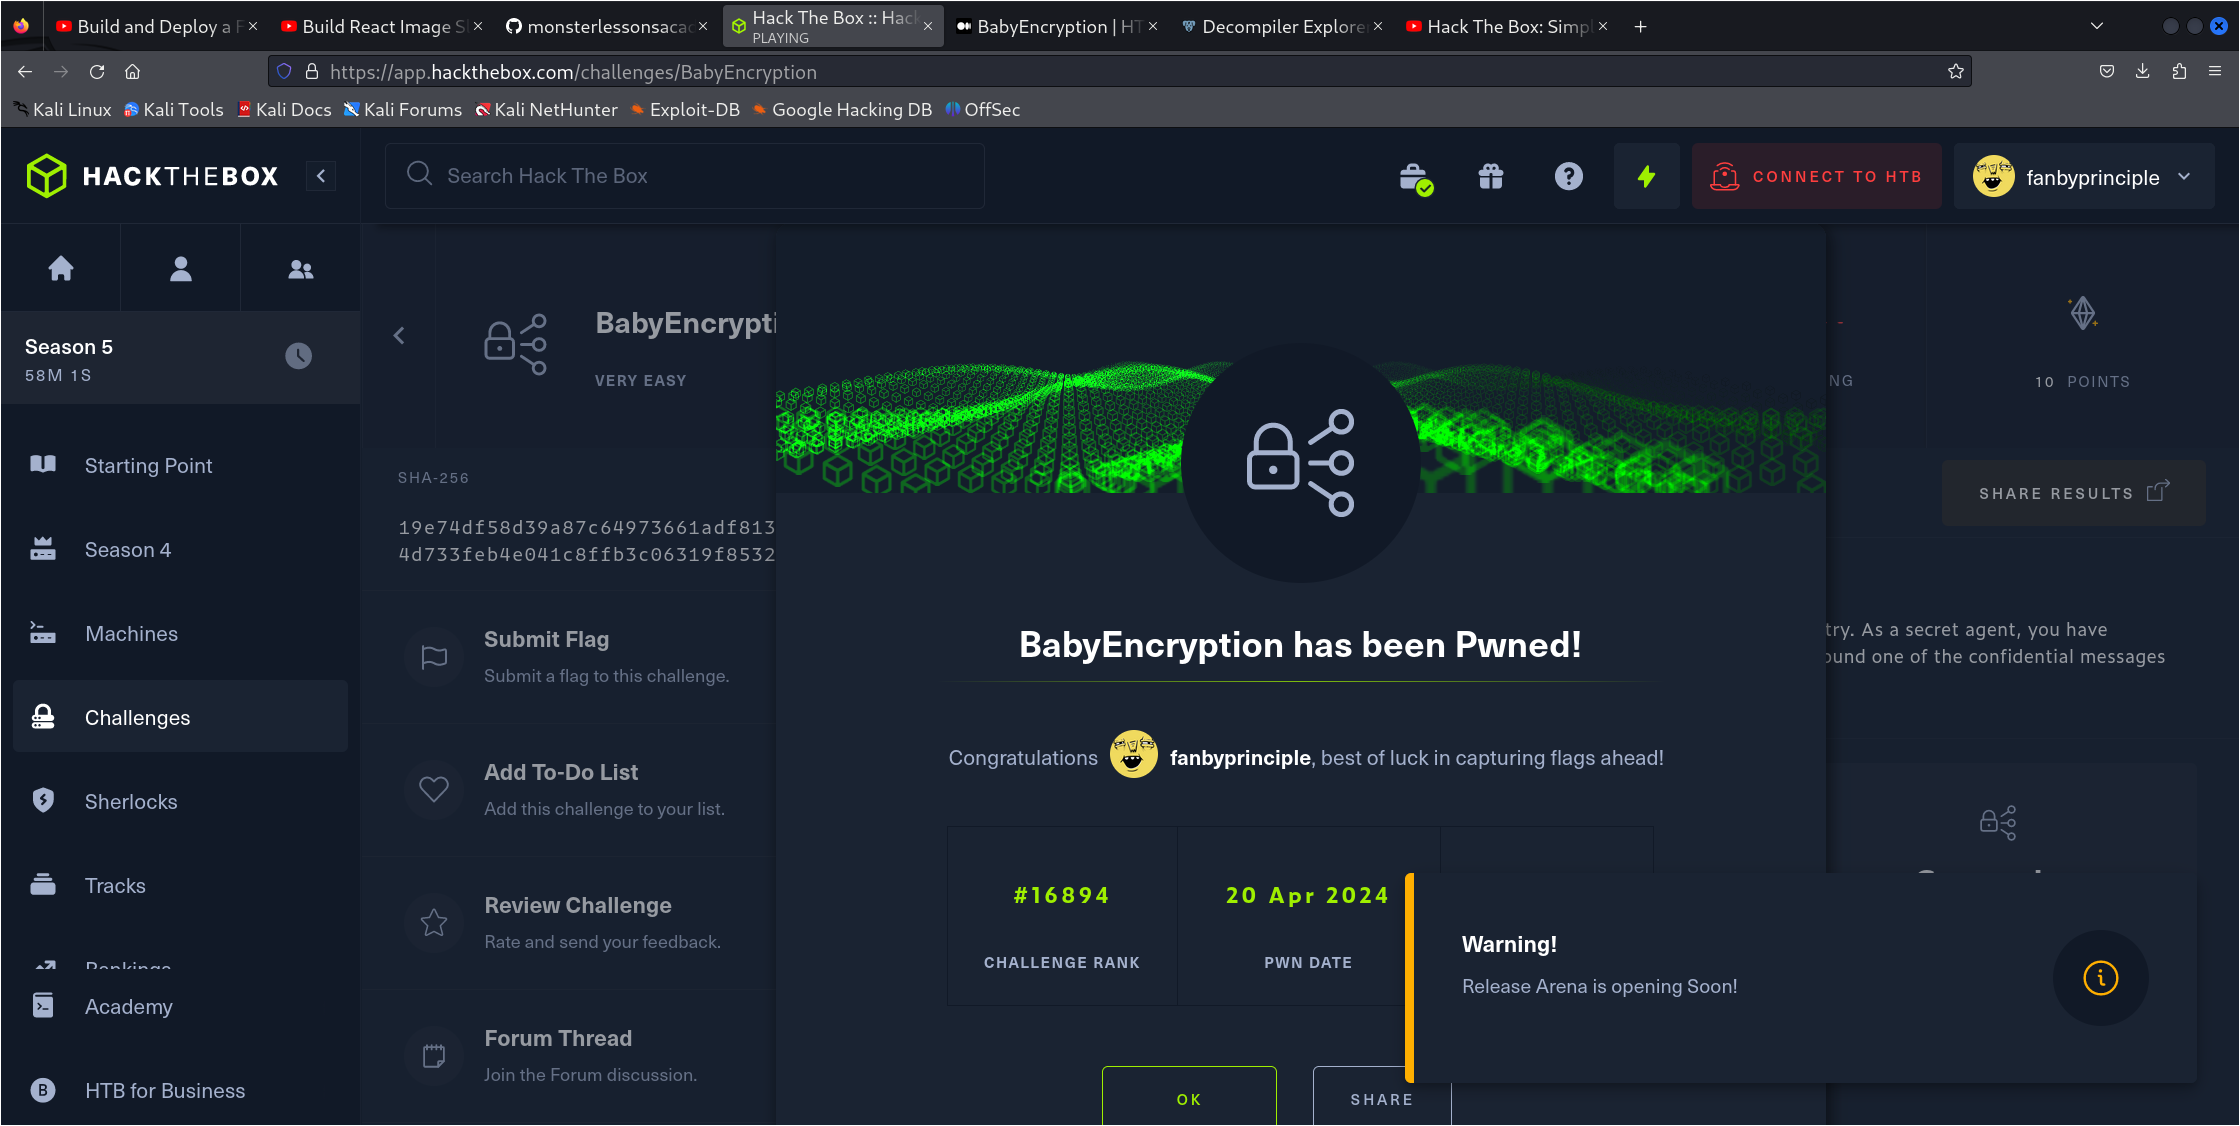 Build and Deploy a F
Build React Image Sl
monsterlessonsacac
Hack The Box :: Hack
PLAYING
BabyEncryption | HT
Decompiler Explore
Hack The Box: Simpl
https://app.hackthebox.com/challenges/BabyEncryption
Kali Linux Kali Tools Kali Docs Kali Forums Kali NetHunter Exploit-DB Google Hacking DB OffSec
HACKTHEBOX
Search Hack The Box
CONNECT TO HTB
fanbyprinciple
Season 5
58M 1S
Starting Point
Season 4
Machines
Challenges
Sherlocks
Tracks
Rankings
Academy
HTB for Business
BabyEncrypti
VERY EASY
NG
10 POINTS
SHA-256
19e74df58d39a87c64973661adf813
4d733feb4e041c8ffb3c06319f8532
SHARE RESULTS
Submit Flag
Submit a flag to this challenge.
Add To-Do List
Add this challenge to your list.
Review Challenge
Rate and send your feedback.
Forum Thread
Join the Forum discussion.
try. As a secret agent, you have
ound one of the confidential messages
BabyEncryption has been Pwned!
Congratulations fanbyprinciple, best of luck in capturing flags ahead!
#16894
CHALLENGE RANK
20 Apr 2024
PWN DATE
OK
SHARE
Warning!
Release Arena is opening Soon!